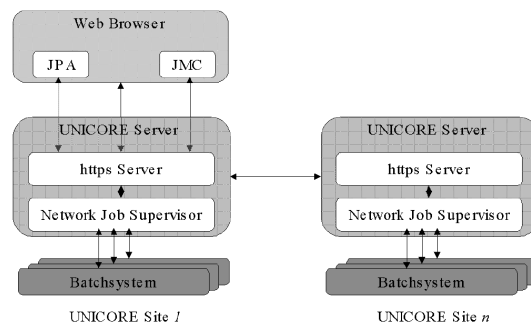 Web Browser
JPA
JMC
UNICORE Server
https Server
Network Job Supervisor
Batchsystem
UNICORE Site 1
UNICORE Server
https Server
Network Job Supervisor
Batchsystem
UNICORE Site n